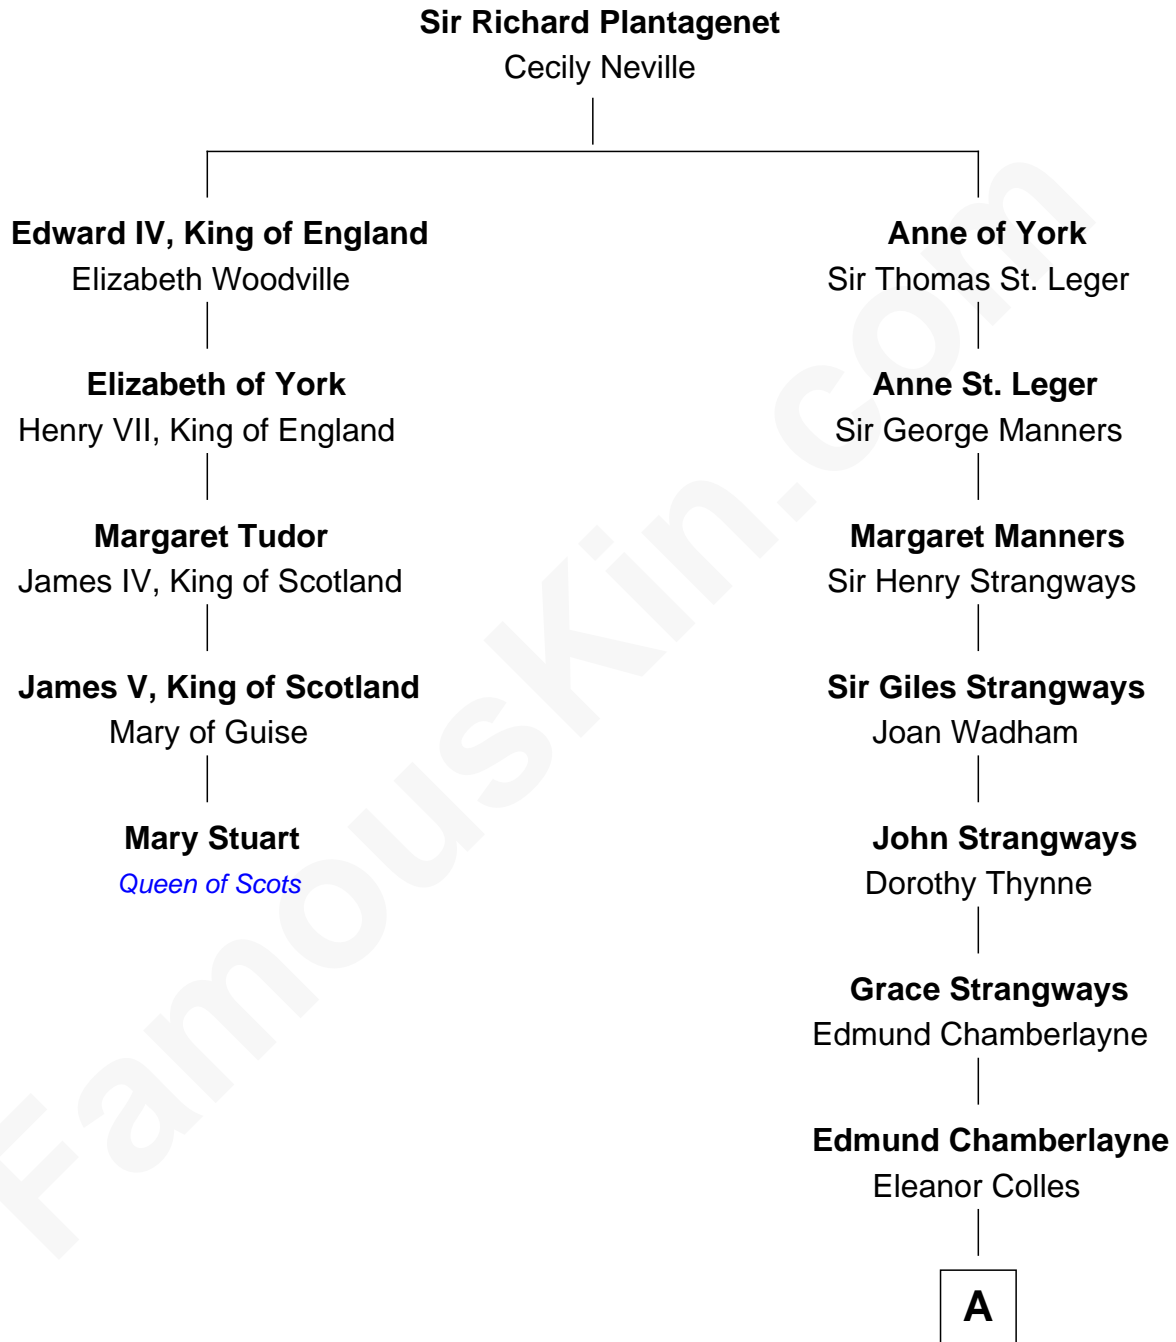 Sir Richard Plantagenet
Cecily Neville
Edward IV, King of England
Elizabeth Woodville
Anne of York
Sir Thomas St. Leger
Elizabeth of York
Henry VII, King of England
Anne St. Leger
Sir George Manners
Margaret Tudor
James IV, King of Scotland
Margaret Manners
Sir Henry Strangways
James V, King of Scotland
Mary of Guise
Sir Giles Strangways
Joan Wadham
Mary Stuart
Queen of Scots
John Strangways
Dorothy Thynne
Grace Strangways
Edmund Chamberlayne
Edmund Chamberlayne
Eleanor Colles
A
FamousKin.com